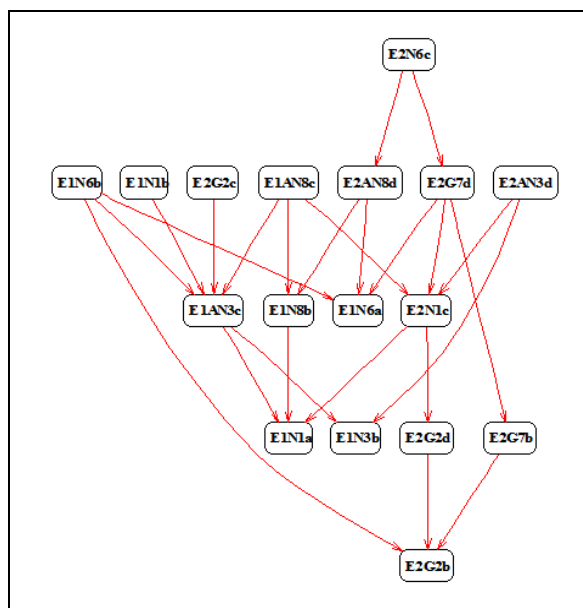 E2N6c
E1N6b E1N1b E2G2c E1AN8c E2AN8d E2G7d E2AN3d
E1AN3c E1N8b E1N6a E2N1c
E1N1a E1N3b E2G2d E2G7b
E2G2b